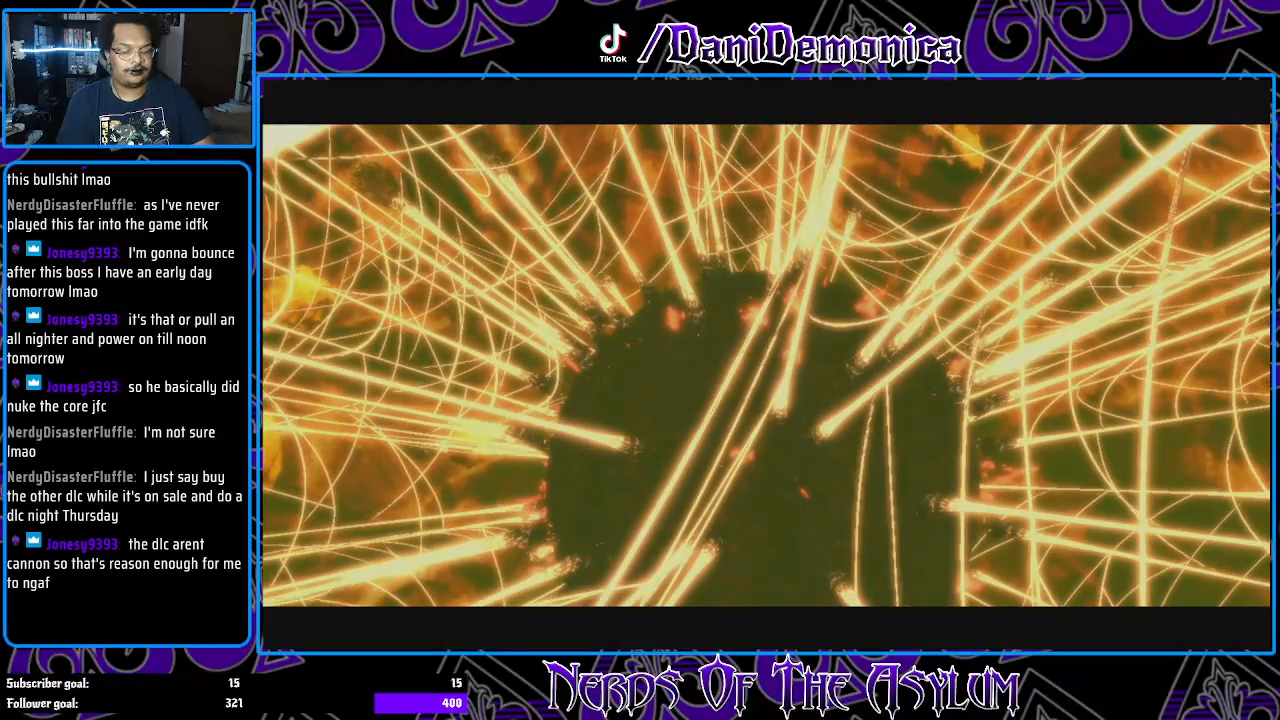 TikTok
/DaniDemonica
this bullshit lmao
NerdyDisasterFluffle: as I've never
played this far into the game idfk
Jonesy9393: I'm gonna bounce
after this boss I have an early day
tomorrow lmao
Jonesy9393: it's that or pull an
all nighter and power on till noon
tomorrow
Jonesy9393: so he basically did
nuke the core jfc
NerdyDisasterFluffle: I'm not sure
lmao
NerdyDisasterFluffle: I just say buy
the other dlc while it's on sale and do a
dlc night Thursday
Jonesy9393: the dlc arent
cannon so that's reason enough for me
to ngaf
Subscriber goal: 15 15
Follower goal: 321 400
Nerds Of The Asylum